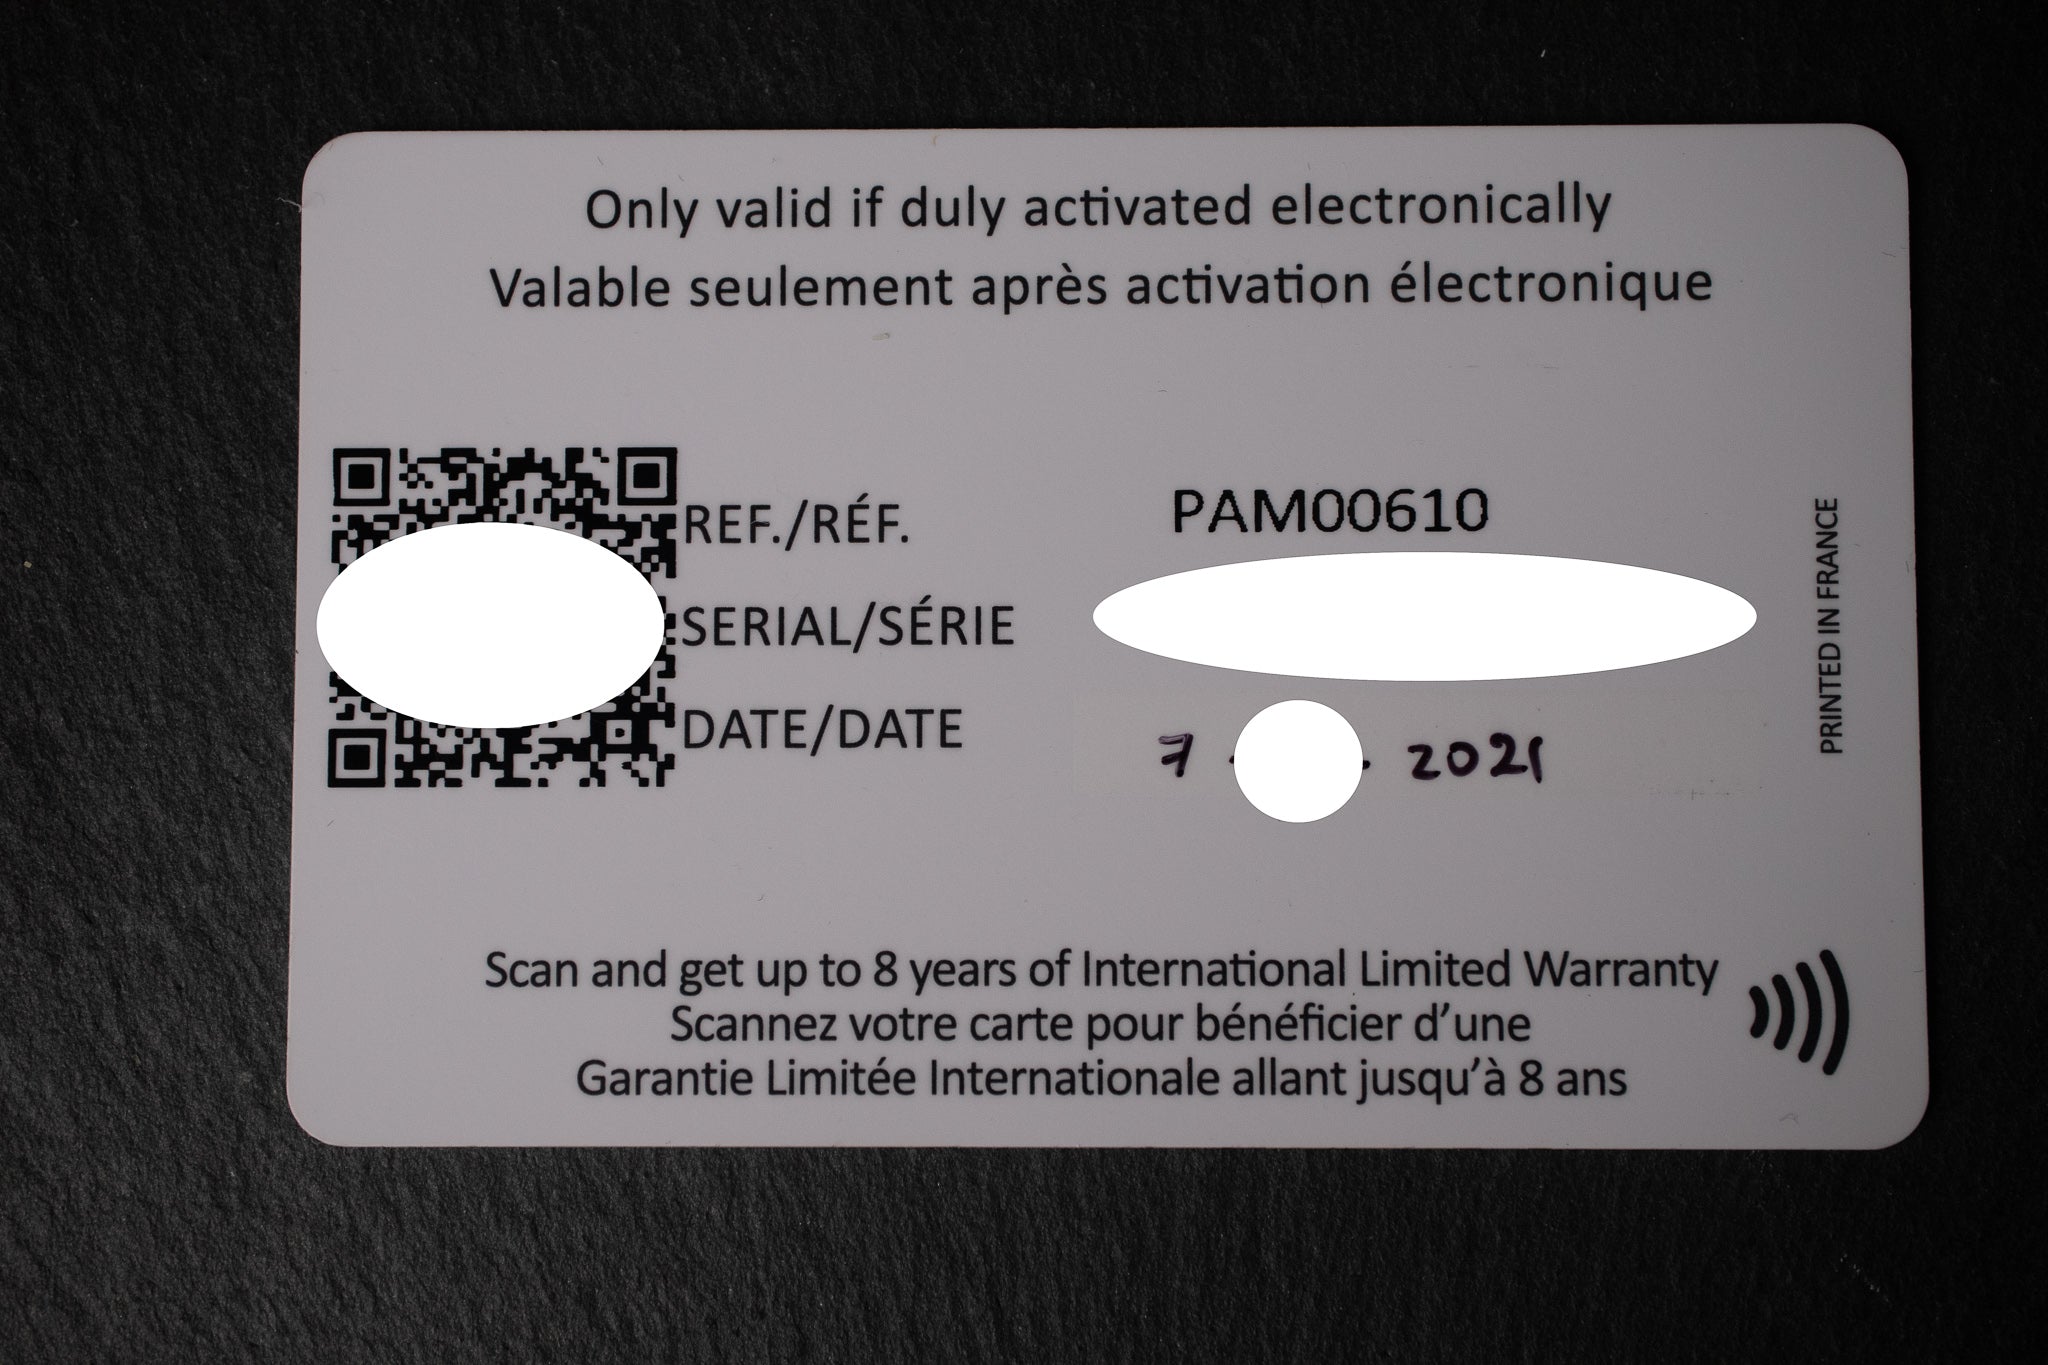 Only valid if duly activated electronically
Valable seulement après activation électronique
REF./RÉF. PAM00610
SERIAL/SÉRIE
DATE/DATE 7 - . 2021
PRINTED IN FRANCE
Scan and get up to 8 years of International Limited Warranty
Scannez votre carte pour bénéficier d’une
Garantie Limitée Internationale allant jusqu’à 8 ans